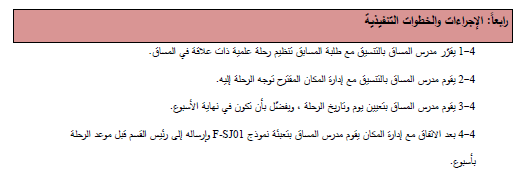 رابعاً: الإجراءات والخطوات التنفيذية
4-1 يقرّر مدرس المساق بالتنسيق مع طلبة المسابق تنظيم رحلة علمية ذات علاقة في المساق.
4-2 يقوم مدرس المساق بالتنسيق مع إدارة المكان المقترح توجه الرحلة إليه.
4-3 يقوم مدرس المساق بتعيين يوم وتاريخ الرحلة ، ويفضّل بأن تكون في نهاية الأسبوع.
4-4 بعد الاتفاق مع إدارة المكان يقوم مدرس المساق بتعبئة نموذج F-SJ01 وإرساله إلى رئيس القسم قبل موعد الرحلة
بأسبوع.